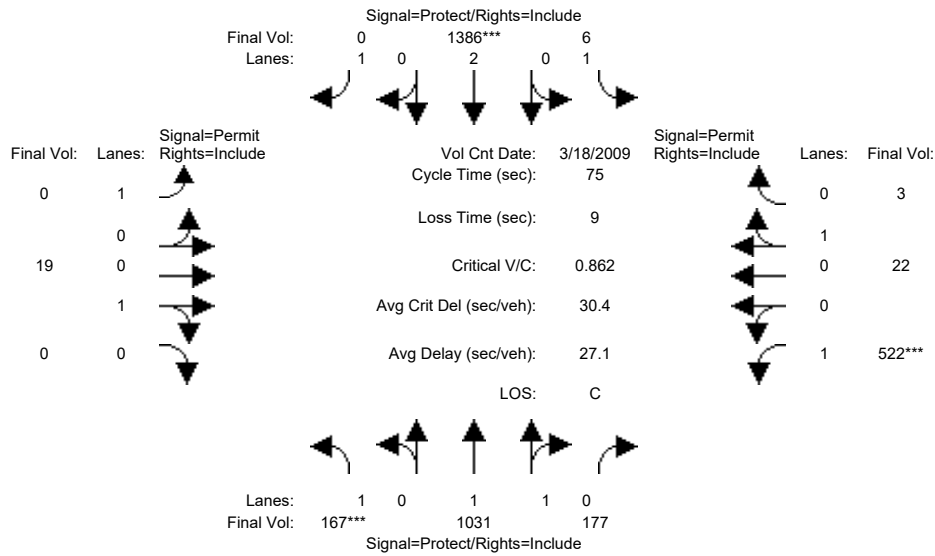 Signal=Protect/Rights=Include
Final Vol: 0 1386*** 6
Lanes: 1 0 2 0 1
Signal=Permit Signal=Permit
Final Vol: Lanes: Rights=Include Vol Cnt Date: 3/18/2009 Rights=Include Lanes: Final Vol:
Cycle Time (sec): 75
0 1 0 3
Loss Time (sec): 9
0 1
19 0 Critical V/C: 0.862 0 22
1 Avg Crit Del (sec/veh): 30.4 0
0 0 Avg Delay (sec/veh): 27.1 1 522***
LOS: C
Lanes: 1 0 1 1 0
Final Vol: 167*** 1031 177
Signal=Protect/Rights=Include